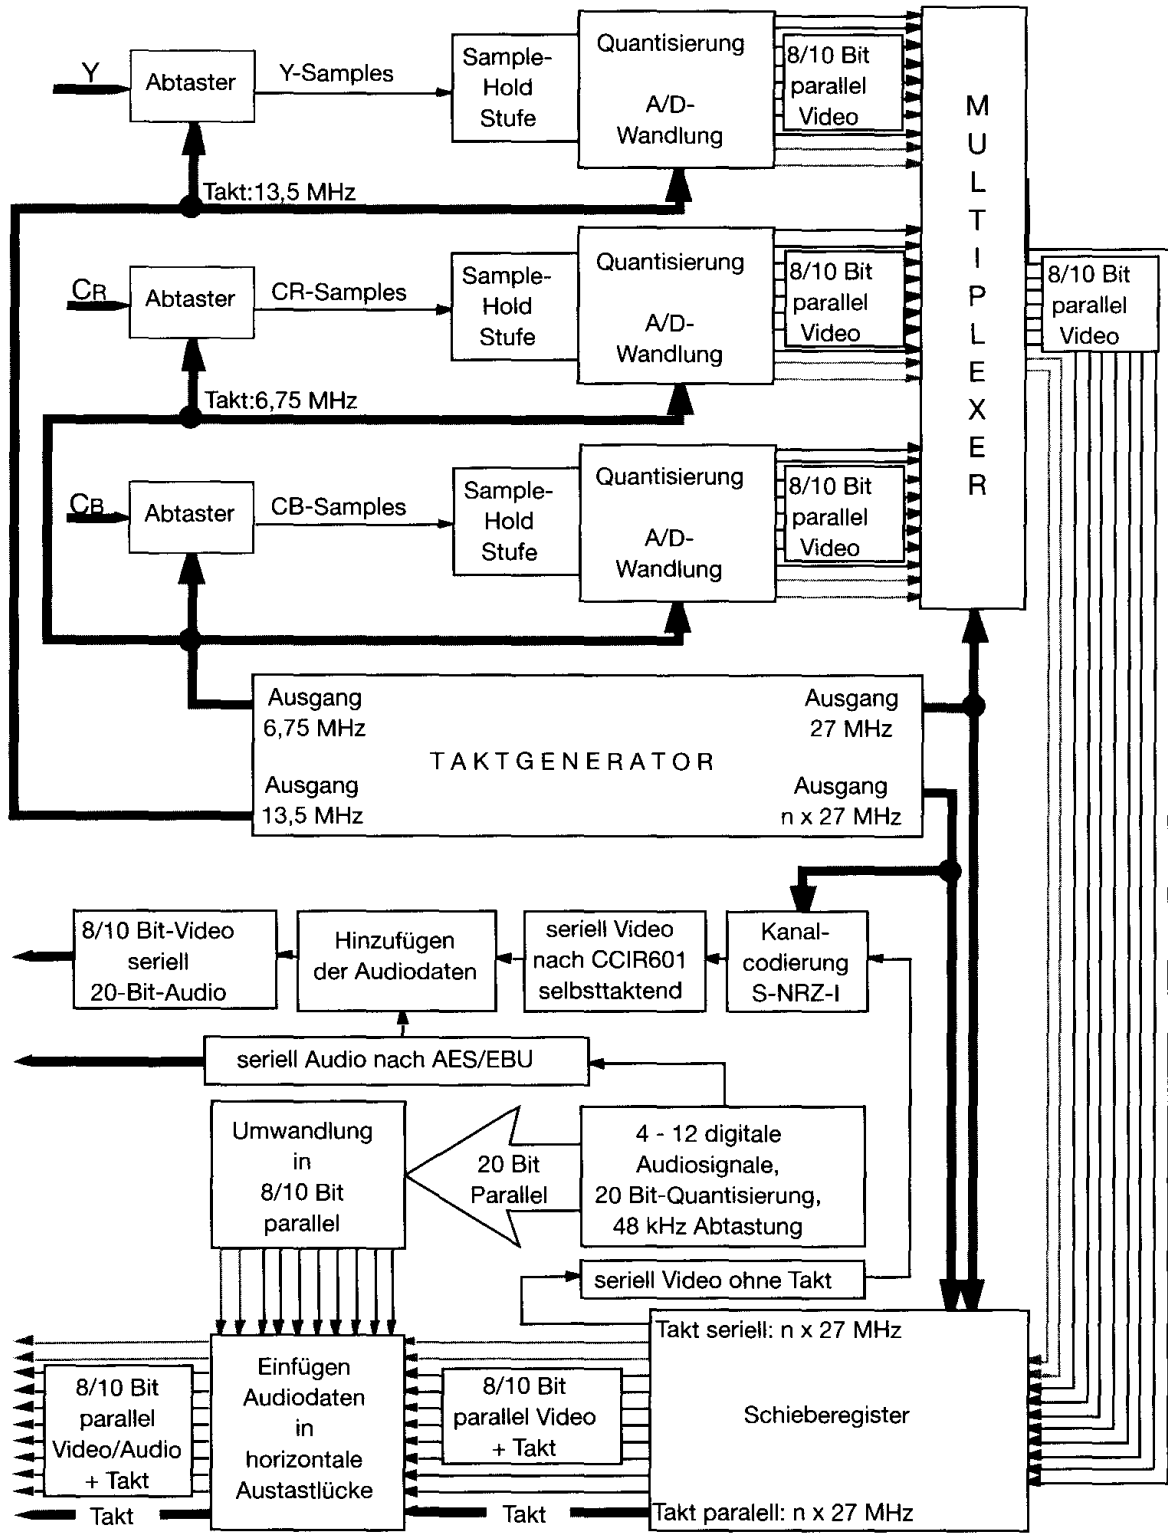 Y
Abtaster
Y-Samples
Sample-
Hold
Stufe
Quantisierung
A/D-
Wandlung
8/10 Bit
parallel
Video
MULTIPLEXER
Takt:13,5 MHz
CR
Abtaster
CR-Samples
Sample-
Hold
Stufe
Quantisierung
A/D-
Wandlung
8/10 Bit
parallel
Video
8/10 Bit
parallel
Video
Takt:6,75 MHz
CB
Abtaster
CB-Samples
Sample-
Hold
Stufe
Quantisierung
A/D-
Wandlung
8/10 Bit
parallel
Video
Ausgang
6,75 MHz
Ausgang
27 MHz
TAKTGENERATOR
Ausgang
13,5 MHz
Ausgang
n x 27 MHz
8/10 Bit-Video
seriell
20-Bit-Audio
Hinzufügen
der Audiodaten
seriell Video
nach CCIR601
selbsttaktend
Kanal-
codierung
S-NRZ-I
seriell Audio nach AES/EBU
Umwandlung
in
8/10 Bit
parallel
20 Bit
Parallel
4 - 12 digitale
Audiosignale,
20 Bit-Quantisierung,
48 kHz Abtastung
seriell Video ohne Takt
Takt seriell: n x 27 MHz
8/10 Bit
parallel
Video/Audio
+ Takt
Einfügen
Audiodaten
in
horizontale
Austastlücke
8/10 Bit
parallel Video
+ Takt
Schieberegister
Takt
Takt
Takt paralell: n x 27 MHz